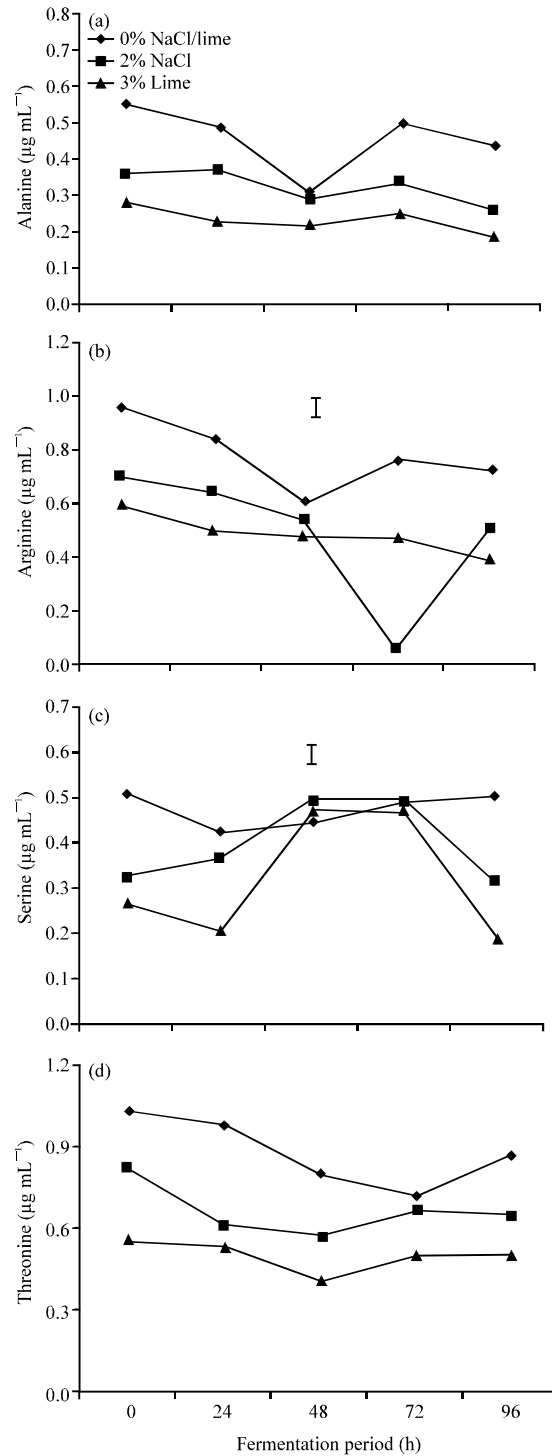 (a)
0% NaCl/lime
2% NaCl
3% Lime
Alanine (µg mL⁻¹)
0.8
0.7
0.6
0.5
0.4
0.3
0.2
0.1
0.0
(b)
Arginine (µg mL⁻¹)
1.2
1.0
0.8
0.6
0.4
0.2
0.0
(c)
Serine (µg mL⁻¹)
0.7
0.6
0.5
0.4
0.3
0.2
0.1
0.0
(d)
Threonine (µg mL⁻¹)
1.2
0.9
0.6
0.3
0.0
0 24 48 72 96
Fermentation period (h)